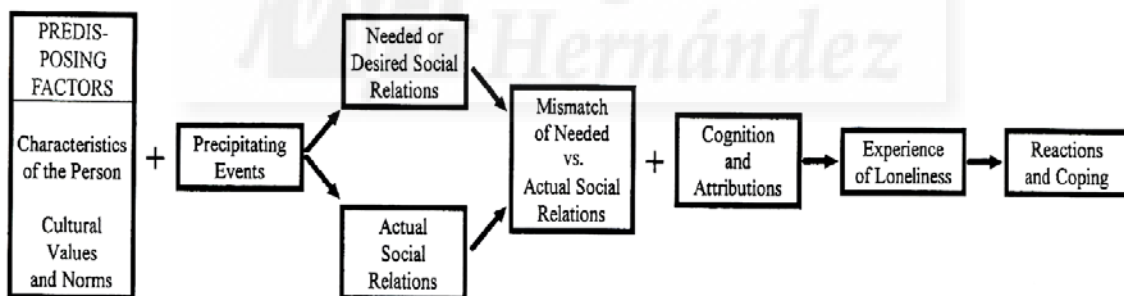 PREDIS-
POSING
FACTORS
Characteristics
of the Person
Cultural
Values
and Norms
+
Precipitating
Events
Needed or
Desired Social
Relations
Actual
Social
Relations
Mismatch
of Needed
vs.
Actual Social
Relations
+
Cognition
and
Attributions
Experience
of Loneliness
Reactions
and Coping
Hernández